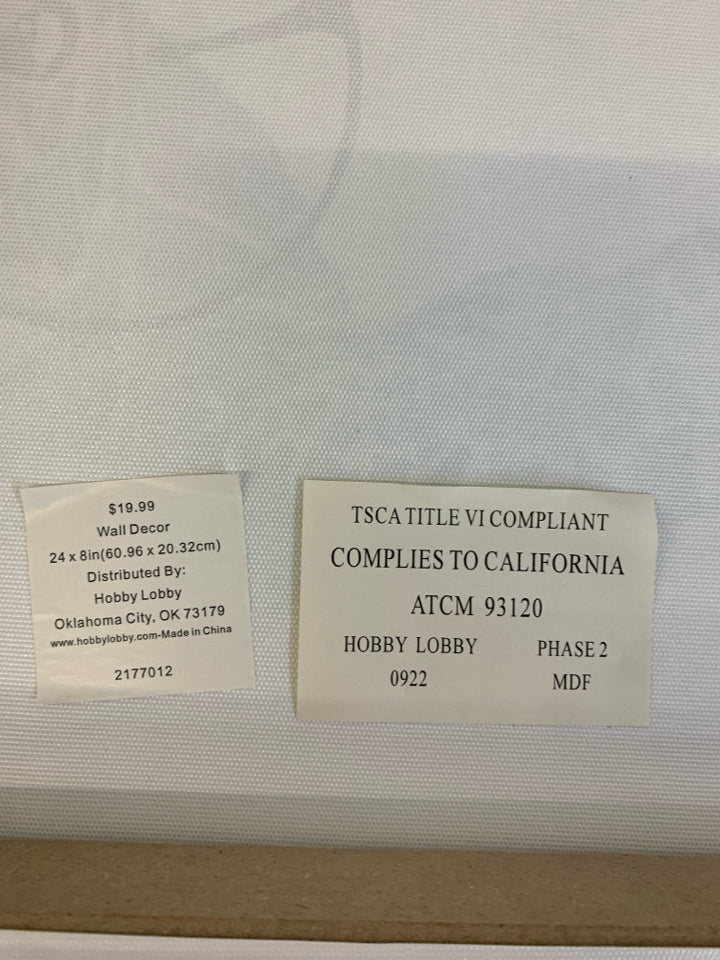 $19.99
Wall Decor
24 x 8in(60.96 x 20.32cm)
Distributed By:
Hobby Lobby
Oklahoma City, OK 73179
www.hobbylobby.com-Made in China
2177012
TSCA TITLE VI COMPLIANT
COMPLIES TO CALIFORNIA
ATCM 93120
HOBBY LOBBY PHASE 2
0922 MDF